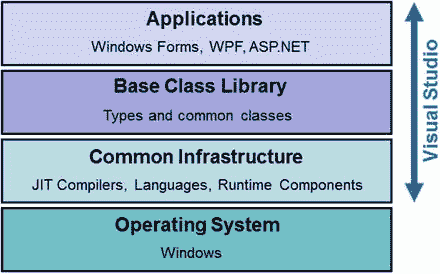 Applications
Windows Forms, WPF, ASP.NET
Base Class Library
Types and common classes
Common Infrastructure
JIT Compilers, Languages, Runtime Components
Operating System
Windows
Visual Studio